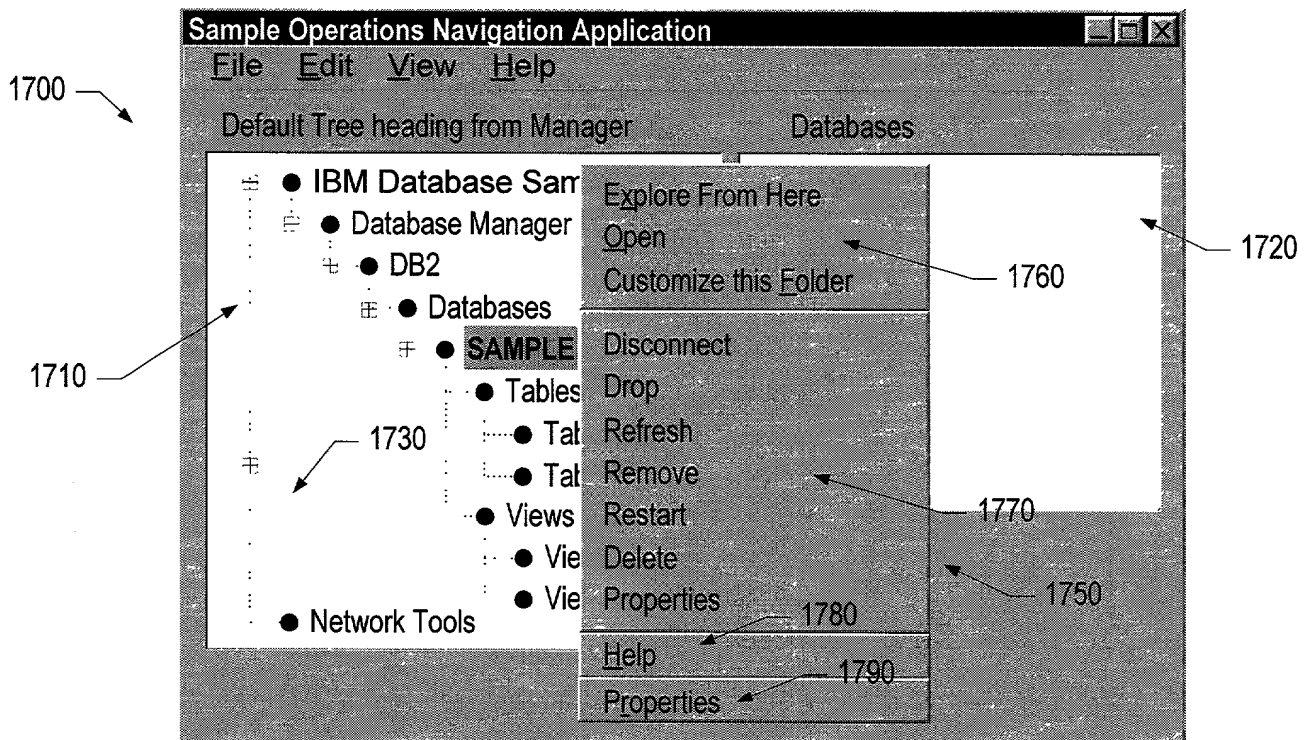 Sample Operations Navigation Application
File Edit View Help
1700
Default Tree heading from Manager
Databases
IBM Database Sam
Database Manager
DB2
Databases
SAMPLE
Tables
Tab
Tab
Views
Vie
Vie
Network Tools
Explore From Here
Open
Customize this Folder
Disconnect
Drop
Refresh
Remove
Restart
Delete
Properties
Help
Properties
1710
1720
1730
1760
1770
1750
1780
1790